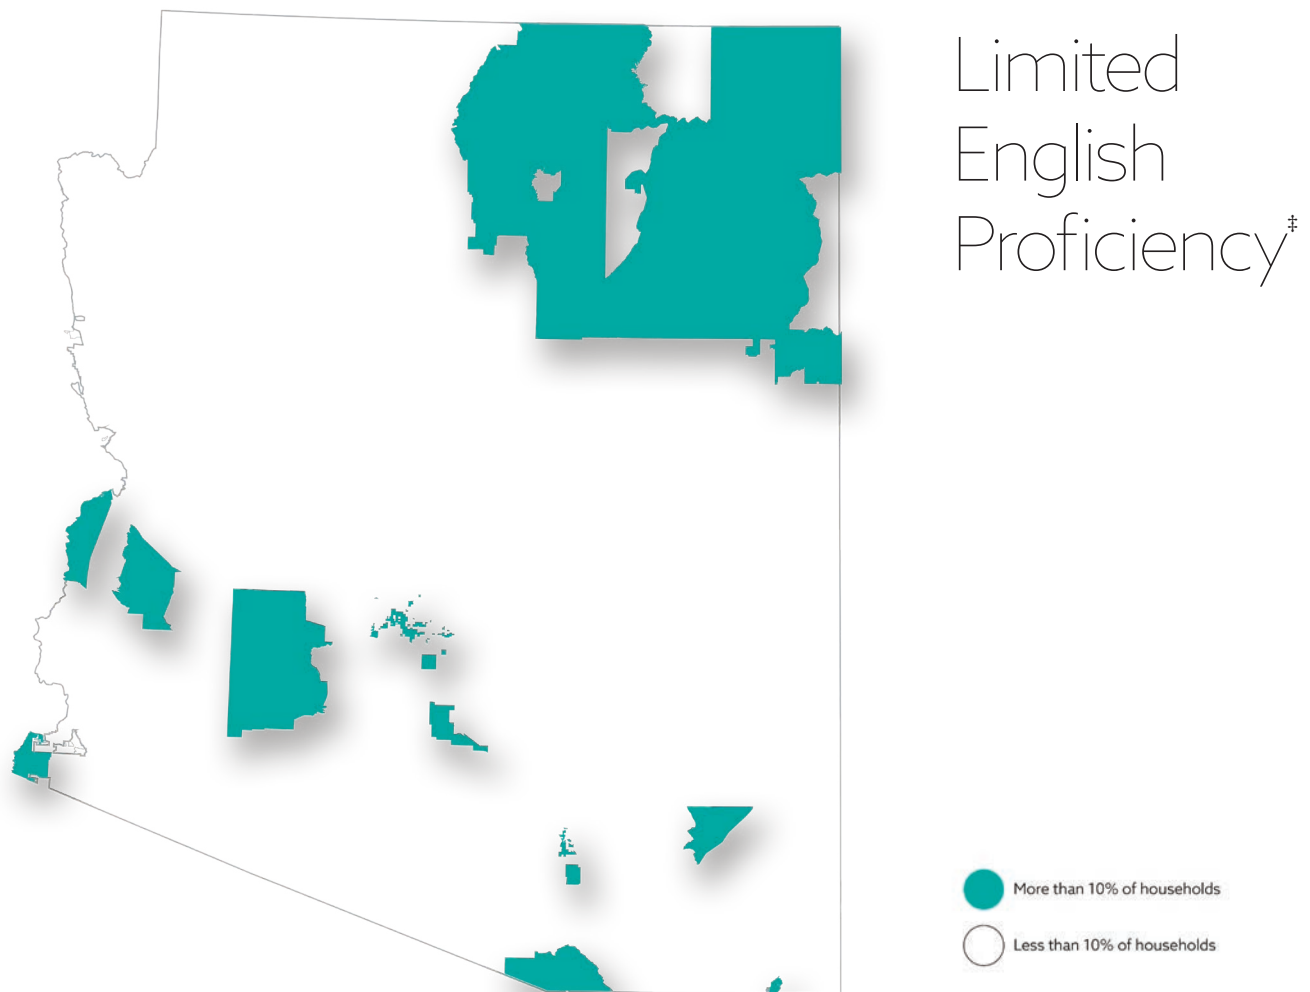 Limited
English
Proficiency‡
More than 10% of households
Less than 10% of households